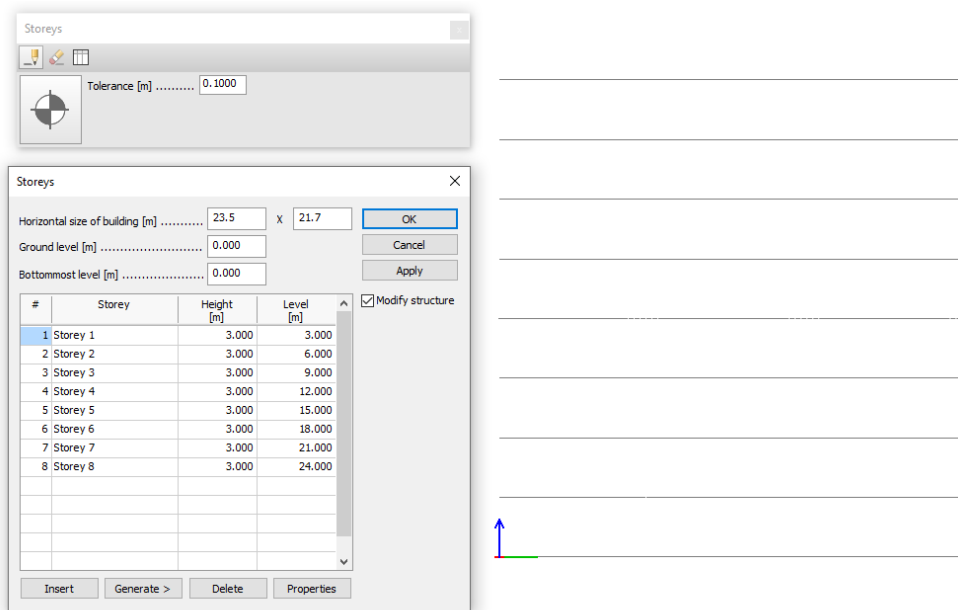 Storeys
Tolerance [m] .......... 0.1000
Storeys
Horizontal size of building [m] ........... 23.5 X 21.7 OK
Ground level [m] .......................... 0.000 Cancel
Bottommost level [m] ..................... 0.000 Apply
# Storey Height [m] Level [m] Modify structure
1 Storey 1 3.000 3.000
2 Storey 2 3.000 6.000
3 Storey 3 3.000 9.000
4 Storey 4 3.000 12.000
5 Storey 5 3.000 15.000
6 Storey 6 3.000 18.000
7 Storey 7 3.000 21.000
8 Storey 8 3.000 24.000
Insert Generate > Delete Properties